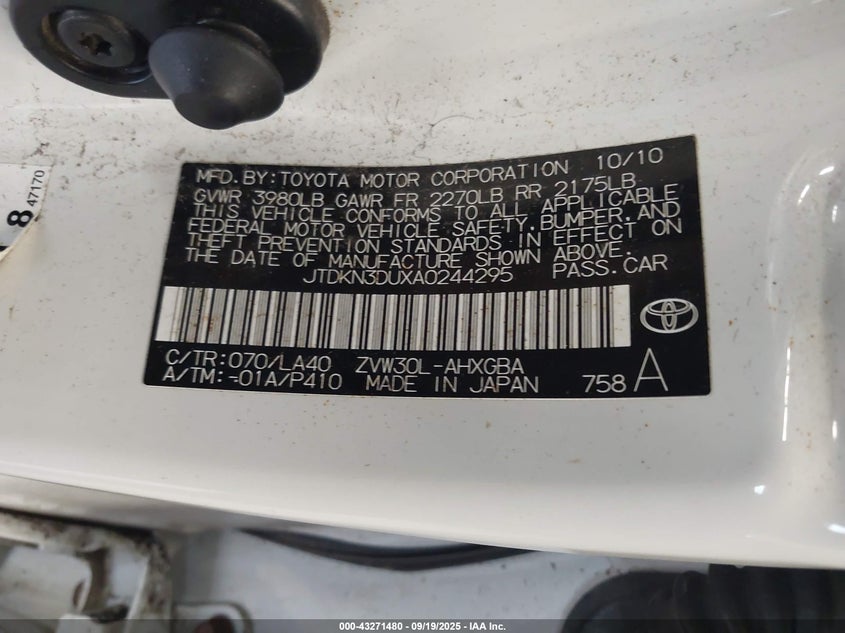 MFD. BY: TOYOTA MOTOR CORPORATION 10/10
GVWR 3980LB GAWR FR 2270LB RR 2175LB
THIS VEHICLE CONFORMS TO ALL APPLICABLE
FEDERAL MOTOR VEHICLE SAFETY, BUMPER, AND
THEFT PREVENTION STANDARDS IN EFFECT ON
THE DATE OF MANUFACTURE SHOWN ABOVE.
JTDKN3DUXA0244295 PASS. CAR
C/TR: 070/LA40 ZVW30L-AHXGBA
A/TM: -01A/P410 MADE IN JAPAN 758 A
8 47170
000-43271480 - 09/19/2025 - IAA Inc.